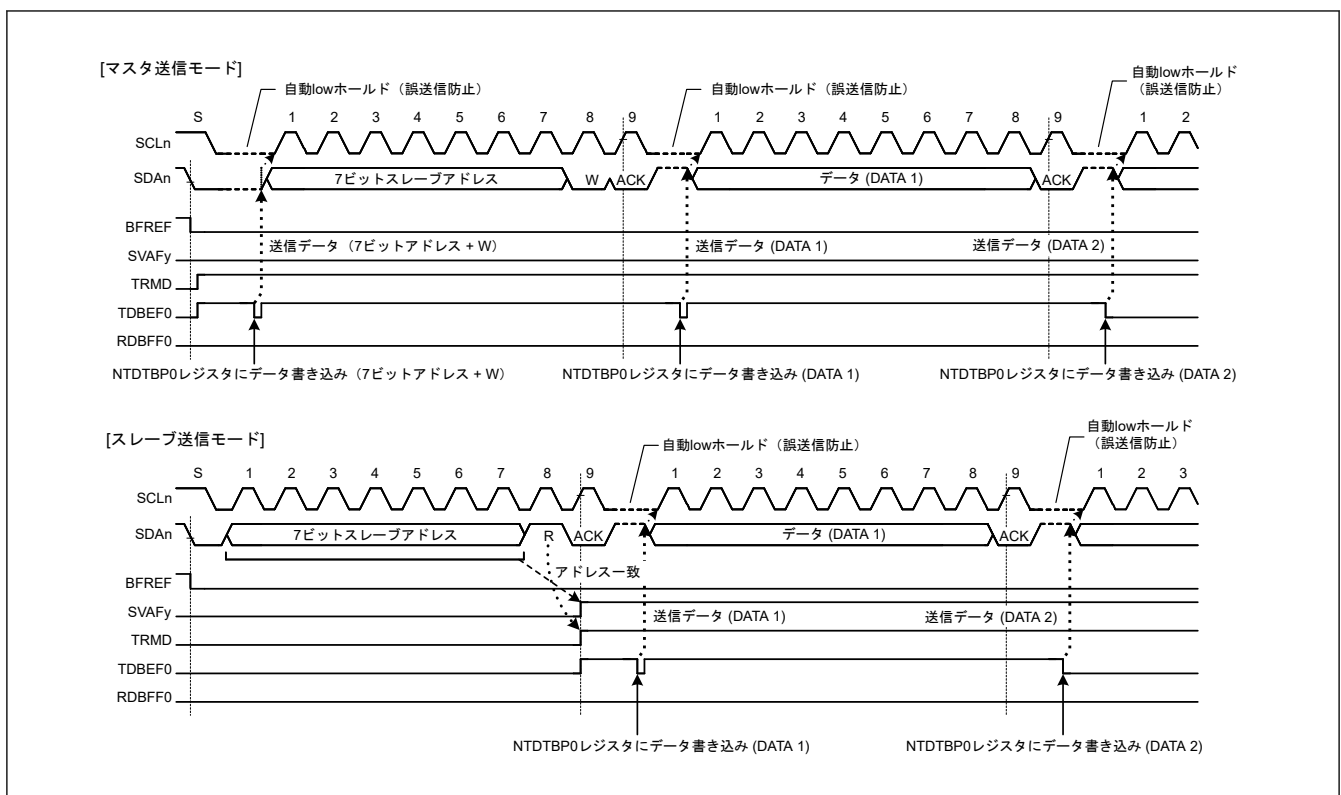 [マスタ送信モード]
自動lowホールド（誤送信防止）
自動lowホールド（誤送信防止）
自動lowホールド
（誤送信防止）
S 1 2 3 4 5 6 7 8 9 1 2 3 4 5 6 7 8 9 1 2
SCLn
SDAn 7ビットスレーブアドレス W ACK データ (DATA 1) ACK
BFREF
送信データ（7ビットアドレス + W） 送信データ (DATA 1) 送信データ (DATA 2)
SVAFy
TRMD
TDBEF0
RDBFF0
NTDTBP0レジスタにデータ書き込み（7ビットアドレス + W） NTDTBP0レジスタにデータ書き込み (DATA 1) NTDTBP0レジスタにデータ書き込み (DATA 2)
[スレーブ送信モード]
自動lowホールド（誤送信防止）
自動lowホールド
（誤送信防止）
S 1 2 3 4 5 6 7 8 9 1 2 3 4 5 6 7 8 9 1 2 3
SCLn
SDAn 7ビットスレーブアドレス R ACK データ (DATA 1) ACK
アドレス一致
BFREF
SVAFy 送信データ (DATA 1) 送信データ (DATA 2)
TRMD
TDBEF0
RDBFF0
NTDTBP0レジスタにデータ書き込み (DATA 1) NTDTBP0レジスタにデータ書き込み (DATA 2)